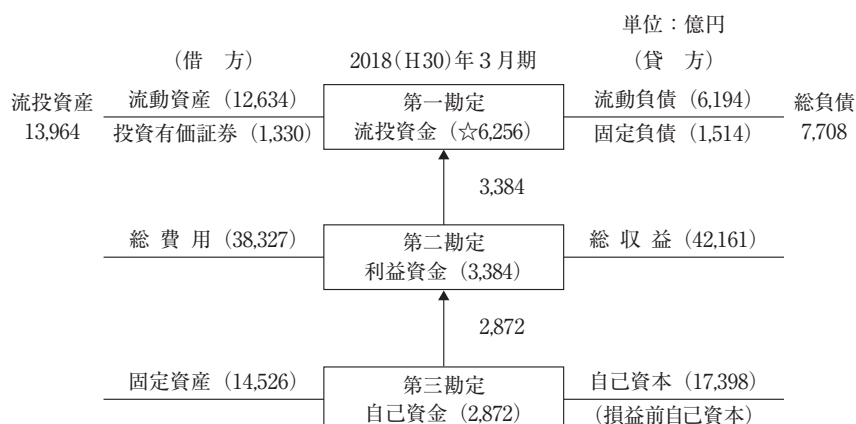 単位：億円
（借　方）　2018（H30）年3月期　（貸　方）
流投資産　流動資産（12,634）　第一勘定　流動負債（6,194）　総負債
13,964　投資有価証券（1,330）　流投資金（☆6,256）　固定負債（1,514）　7,708
3,384
総 費 用（38,327）　第二勘定　総 収 益（42,161）
利益資金（3,384）
2,872
固定資産（14,526）　第三勘定　自己資本（17,398）
自己資金（2,872）　（損益前自己資本）